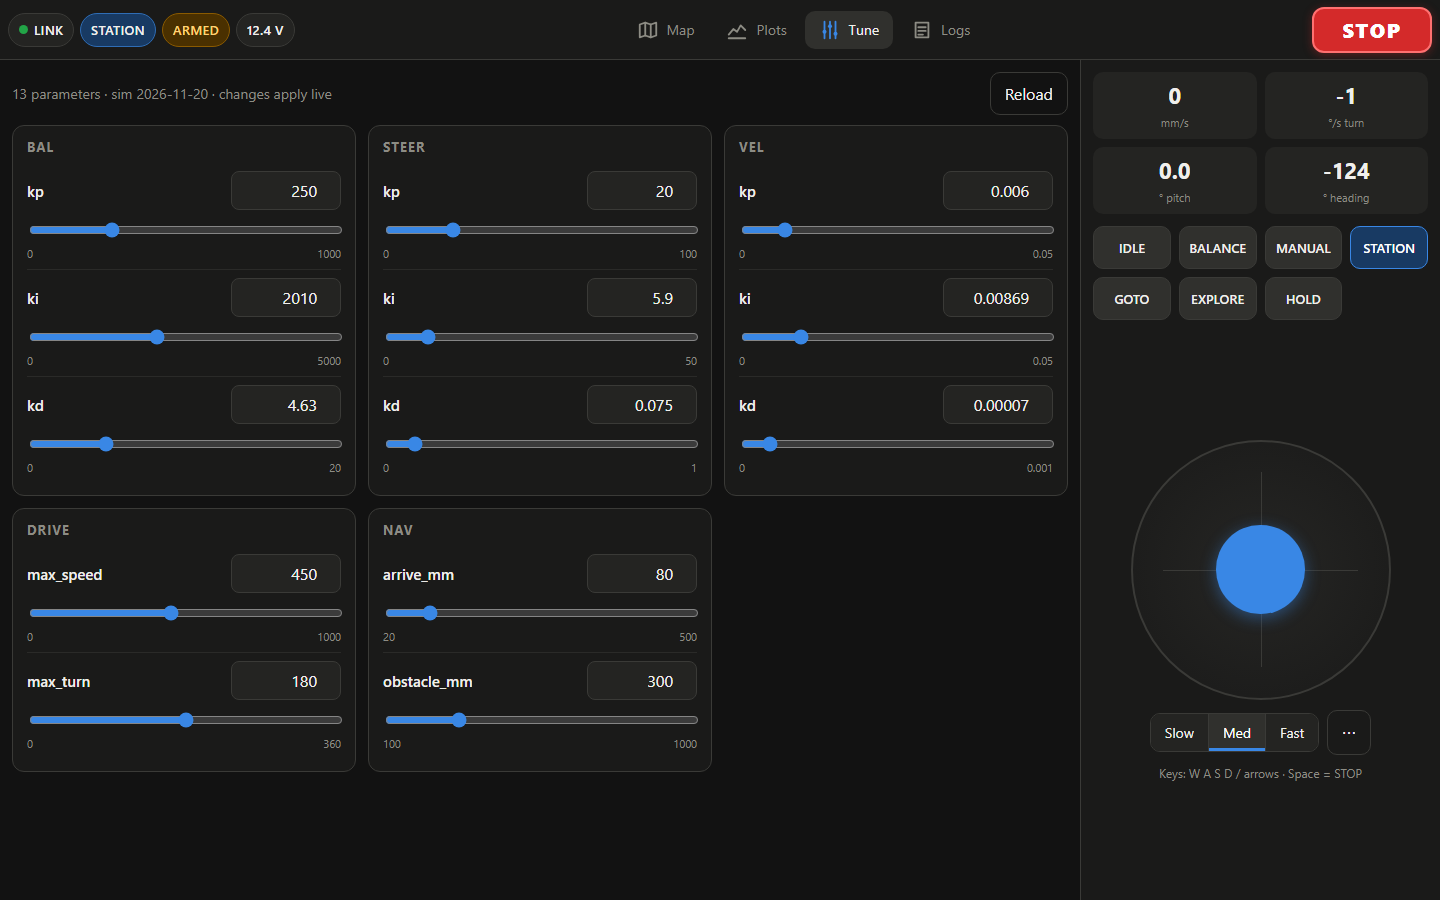 LINK STATION ARMED 12.4 V Map Plots Tune Logs STOP
13 parameters · sim 2026-11-20 · changes apply live Reload
BAL
kp 250
0 1000
ki 2010
0 5000
kd 4.63
0 20
STEER
kp 20
0 100
ki 5.9
0 50
kd 0.075
0 1
VEL
kp 0.006
0 0.05
ki 0.00869
0 0.05
kd 0.00007
0 0.001
DRIVE
max_speed 450
0 1000
max_turn 180
0 360
NAV
arrive_mm 80
20 500
obstacle_mm 300
100 1000
0 -1
mm/s °/s turn
0.0 -124
° pitch ° heading
IDLE BALANCE MANUAL STATION
GOTO EXPLORE HOLD
Slow Med Fast ...
Keys: W A S D / arrows · Space = STOP